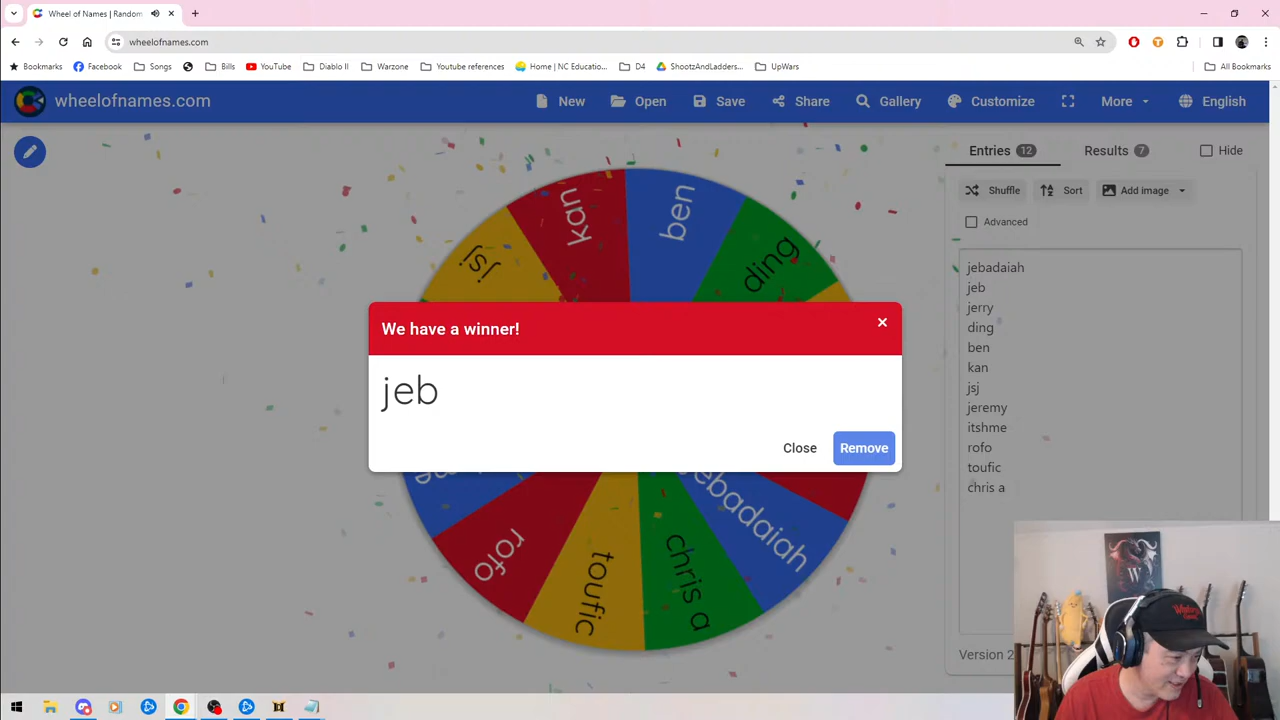 Wheel of Names | Random
wheelofnames.com
Bookmarks Facebook Songs Bills YouTube Diablo II Warzone Youtube references Home | NC Educatio... D4 ShootzAndLadders... UpWars All Bookmarks
wheelofnames.com New Open Save Share Gallery Customize More English
Entries 12 Results 7 Hide
Shuffle Sort Add image
Advanced
jebadaiah
jeb
jerry
ding
ben
kan
jsj
jeremy
itshme
rofo
toufic
chris a
Version 2
We have a winner!
jeb
Close Remove
jsj
kan
ben
ding
rofo
toufic
chris a
jebadaiah
W